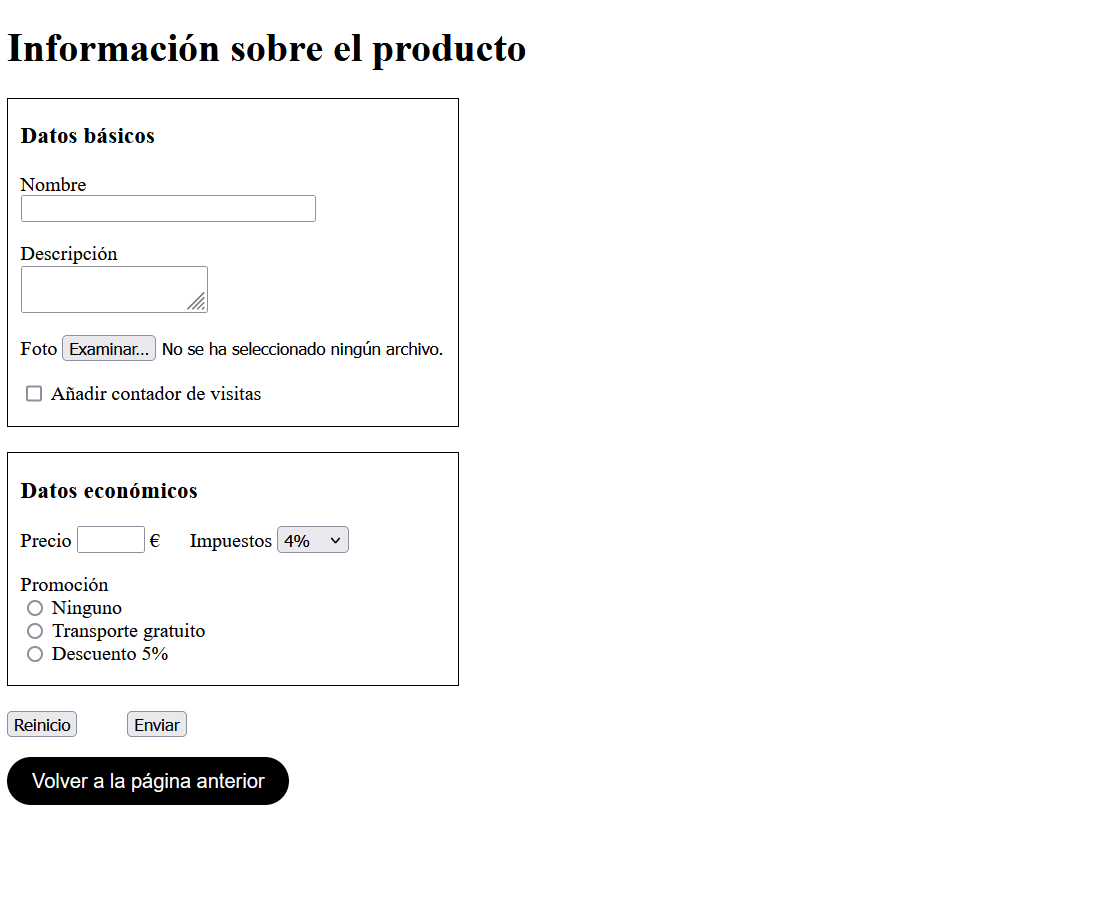 Información sobre el producto
Datos básicos
Nombre
Descripción
Foto Examinar... No se ha seleccionado ningún archivo.
Añadir contador de visitas
Datos económicos
Precio € Impuestos 4%
Promoción
Ninguno
Transporte gratuito
Descuento 5%
Reinicio Enviar
Volver a la página anterior